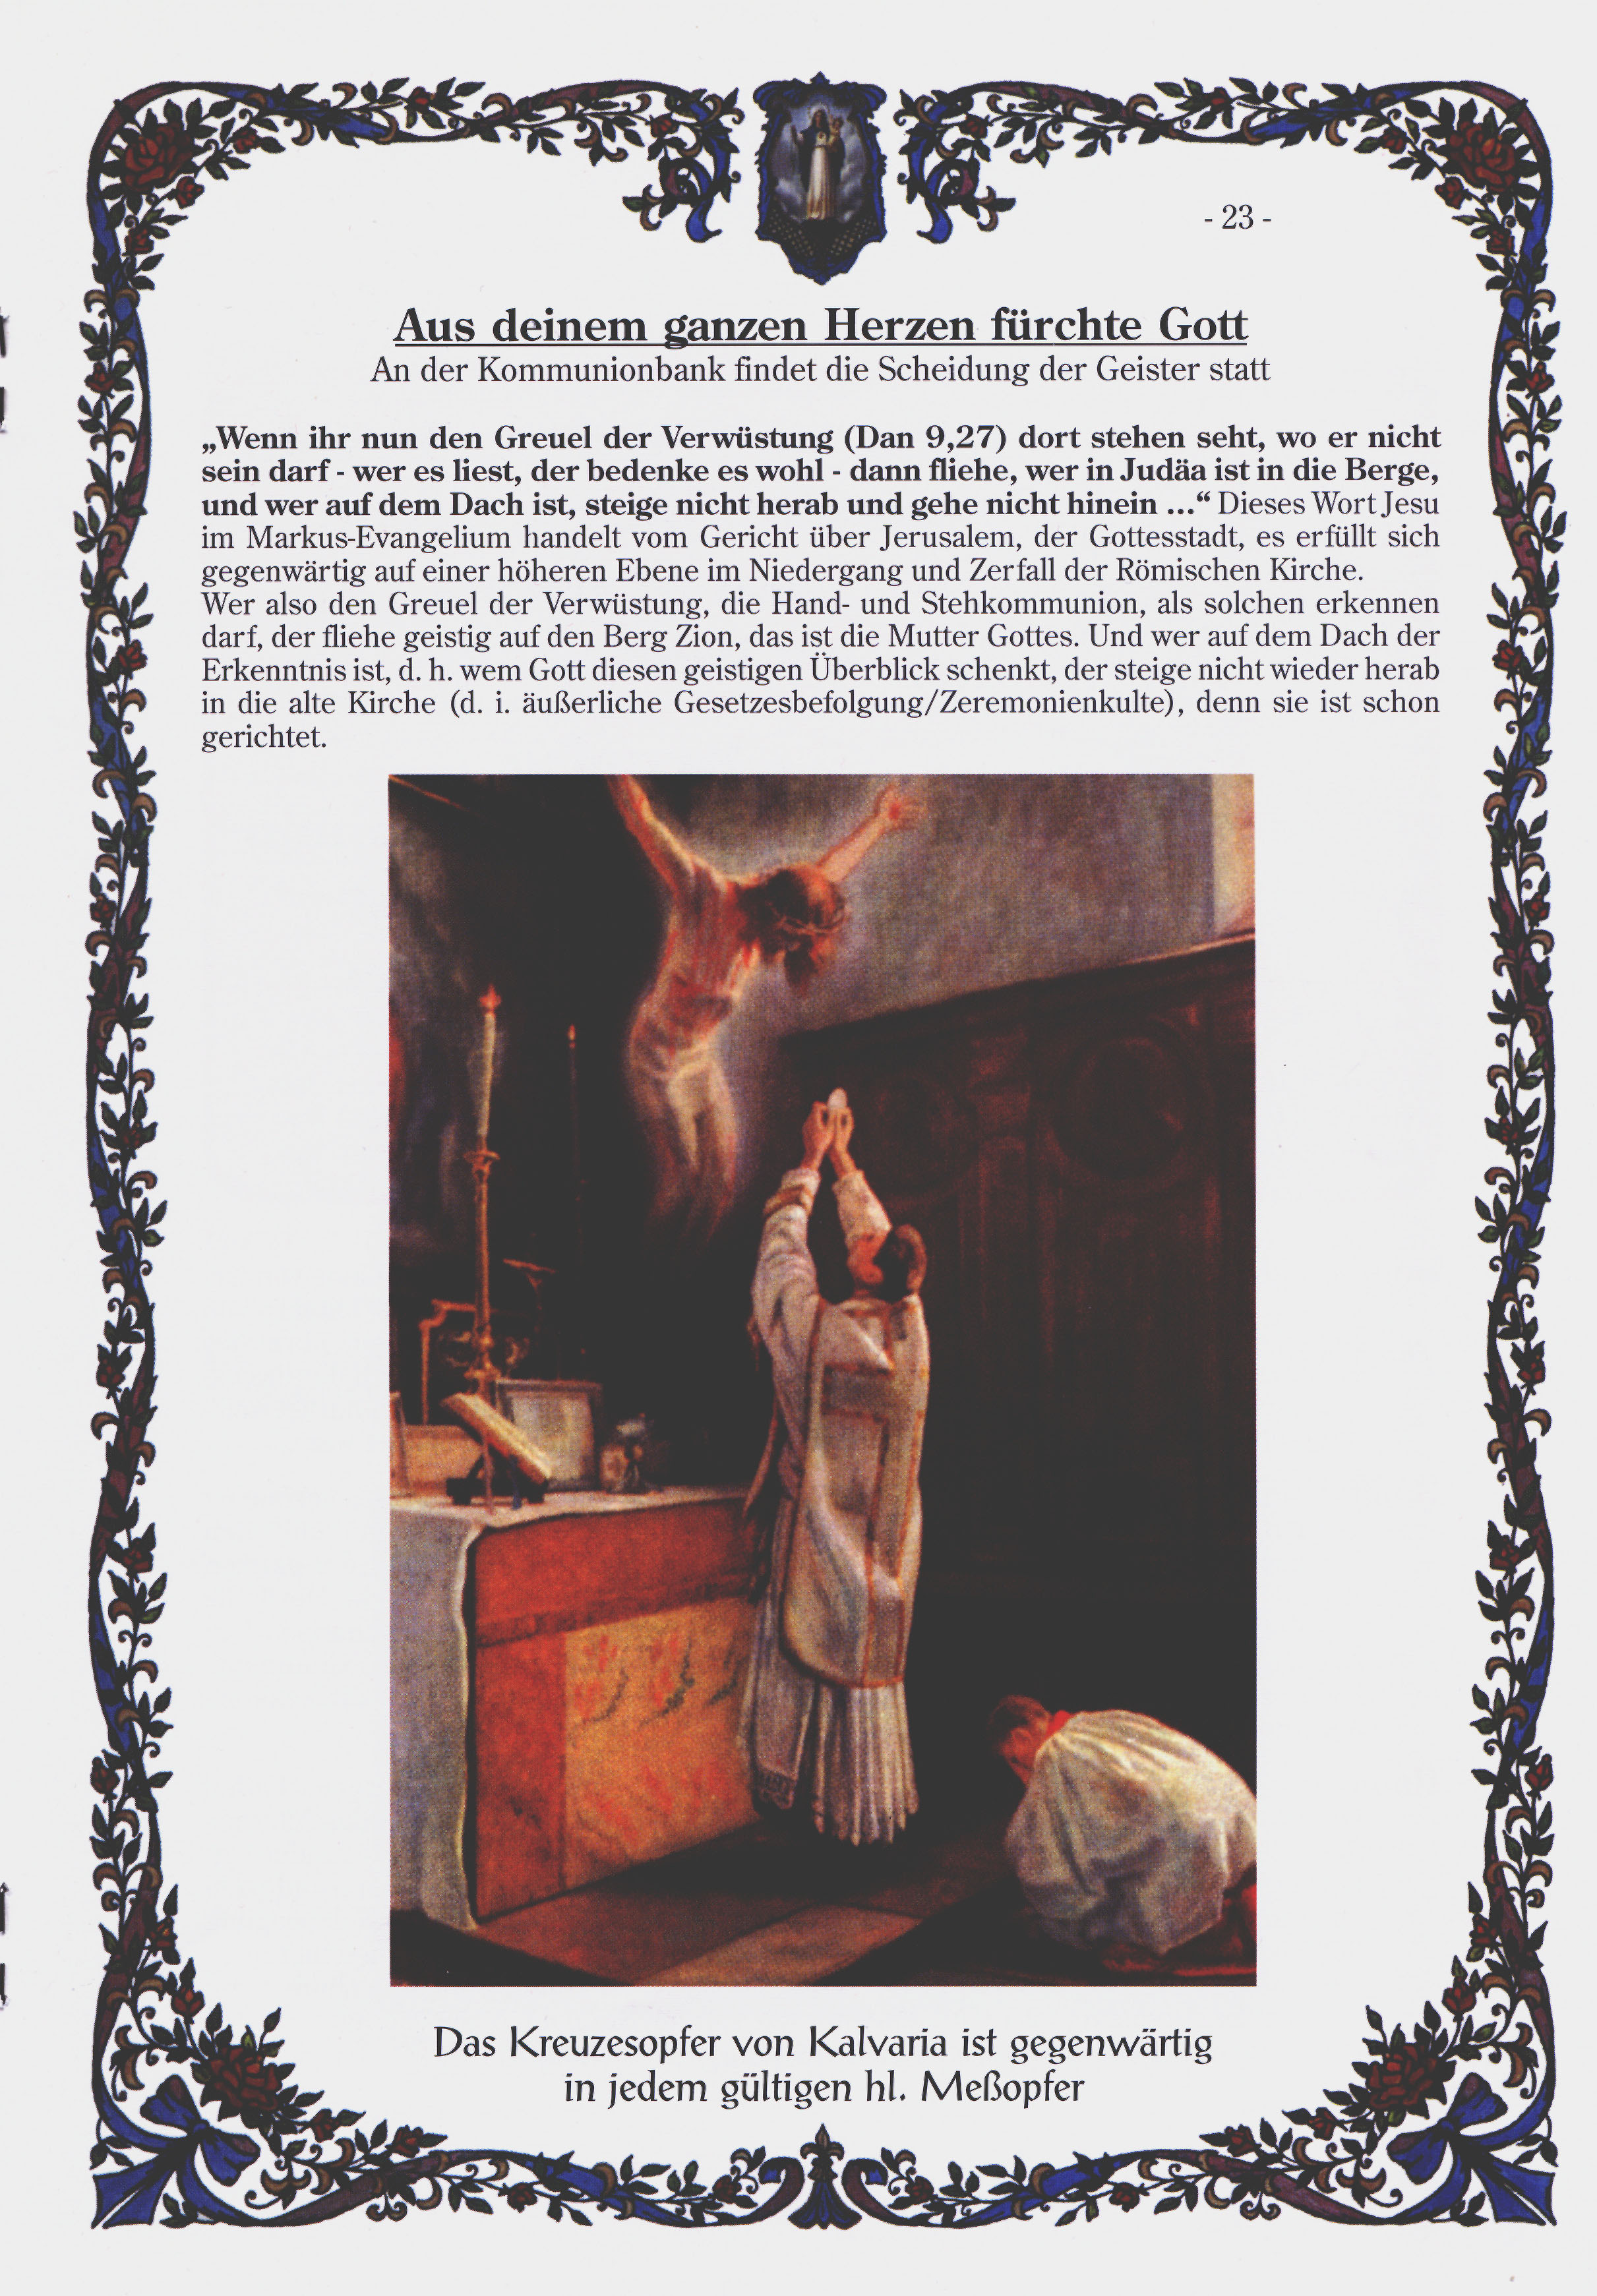 - 23 -
Aus deinem ganzen Herzen fürchte Gott
An der Kommunionbank findet die Scheidung der Geister statt
„Wenn ihr nun den Greuel der Verwüstung (Dan 9,27) dort stehen seht, wo er nicht
sein darf - wer es liest, der bedenke es wohl - dann fliehe, wer in Judäa ist in die Berge,
und wer auf dem Dach ist, steige nicht herab und gehe nicht hinein ...“ Dieses Wort Jesu
im Markus-Evangelium handelt vom Gericht über Jerusalem, der Gottesstadt, es erfüllt sich
gegenwärtig auf einer höheren Ebene im Niedergang und Zerfall der Römischen Kirche.
Wer also den Greuel der Verwüstung, die Hand- und Stehkommunion, als solchen erkennen
darf, der fliehe geistig auf den Berg Zion, das ist die Mutter Gottes. Und wer auf dem Dach der
Erkenntnis ist, d. h. wem Gott diesen geistigen Überblick schenkt, der steige nicht wieder herab
in die alte Kirche (d. i. äußerliche Gesetzesbefolgung/Zeremonienkulte), denn sie ist schon
gerichtet.
Das Kreuzesopfer von Kalvaria ist gegenwärtig
in jedem gültigen hl. Meßopfer